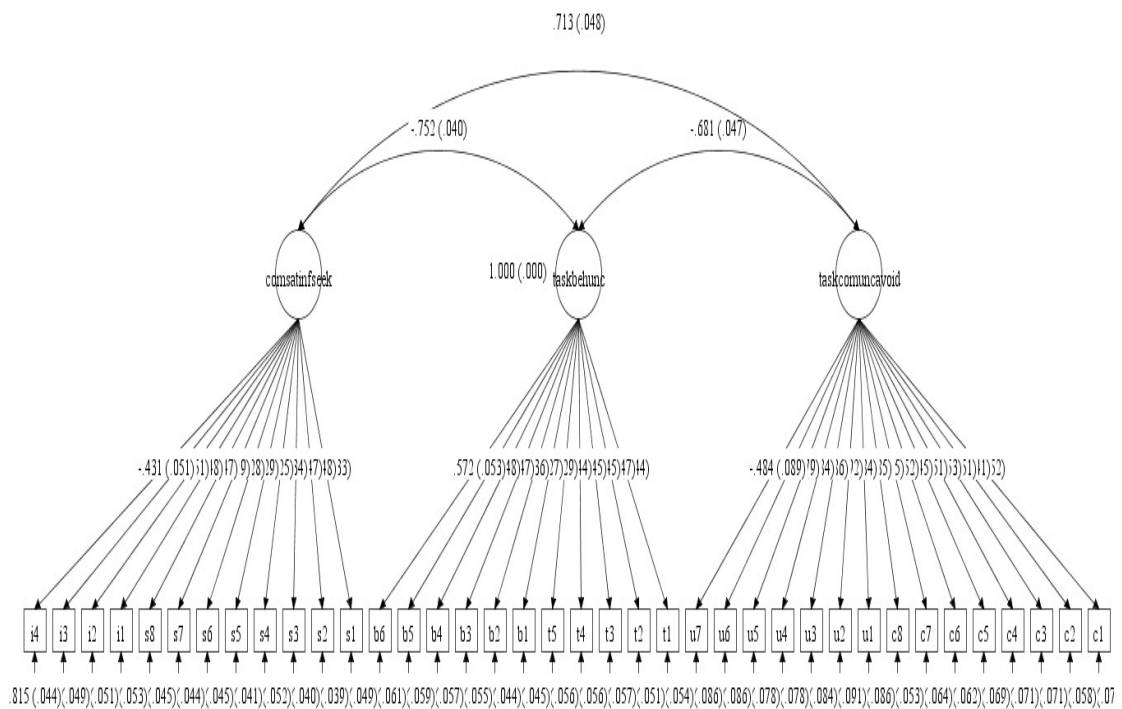 .713 (.048)
-.752 (.040) -.681 (.047)
comsatinfseek 1.000 (.000) taskbehunc taskcomuncavoid
-.431 (.051) .572 (.053) -.484 (.089)
i4 i3 i2 i1 s8 s7 s6 s5 s4 s3 s2 s1 b6 b5 b4 b3 b2 b1 t5 t4 t3 t2 t1 u7 u6 u5 u4 u3 u2 u1 c8 c7 c6 c5 c4 c3 c2 c1
.815 (.044)(.049)(.051)(.053)(.045)(.044)(.045)(.041)(.052)(.040)(.039)(.049)(.061)(.059)(.057)(.055)(.044)(.045)(.056)(.056)(.057)(.051)(.054)(.086)(.086)(.078)(.078)(.084)(.091)(.086)(.053)(.064)(.062)(.069)(.071)(.071)(.058)(.07